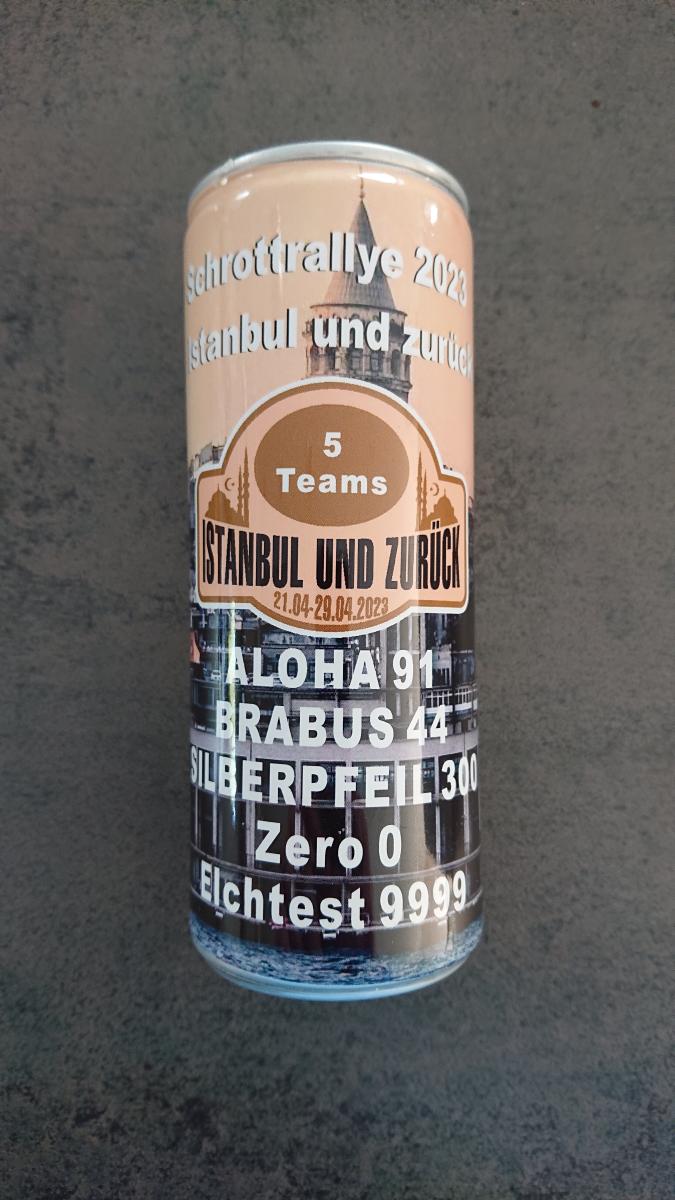 Schrottrallye 2023
Istanbul und zurück
5
Teams
ISTANBUL UND ZURÜCK
21.04-29.04.2023
ALOHA 91
BRABUS 44
SILBERPFEIL 300
Zero 0
Elchtest 9999